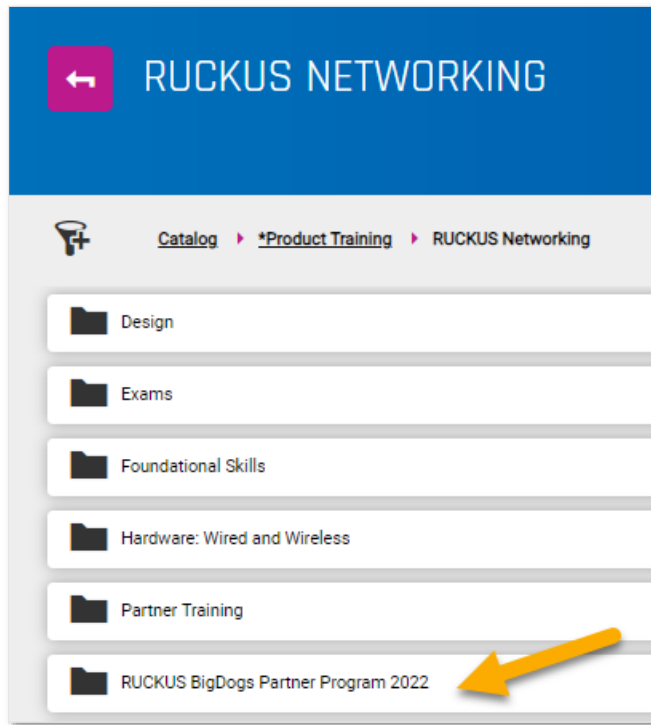 RUCKUS NETWORKING
Catalog *Product Training RUCKUS Networking
Design
Exams
Foundational Skills
Hardware: Wired and Wireless
Partner Training
RUCKUS BigDogs Partner Program 2022